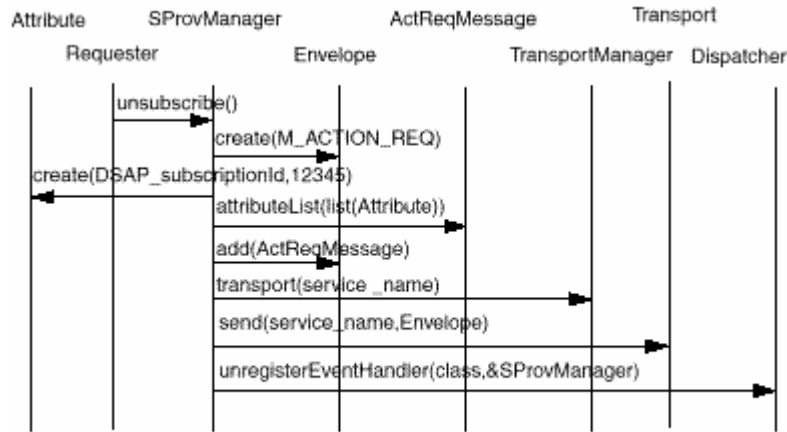 Attribute SProvManager ActReqMessage Transport
Requester Envelope TransportManager Dispatcher
unsubscribe()
create(M_ACTION_REQ)
create(DSAP_subscriptionId,12345)
attributeList(list(Attribute))
add(ActReqMessage)
transport(service _name)
send(service_name,Envelope)
unregisterEventHandler(class,&SProvManager)